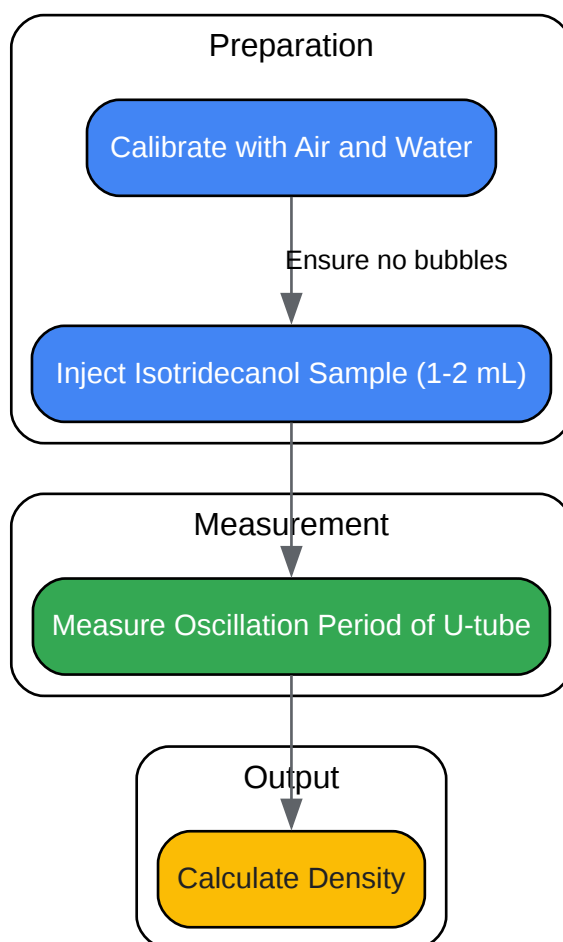 Preparation
Calibrate with Air and Water
Ensure no bubbles
Inject Isotridecanol Sample (1-2 mL)
Measurement
Measure Oscillation Period of U-tube
Output
Calculate Density